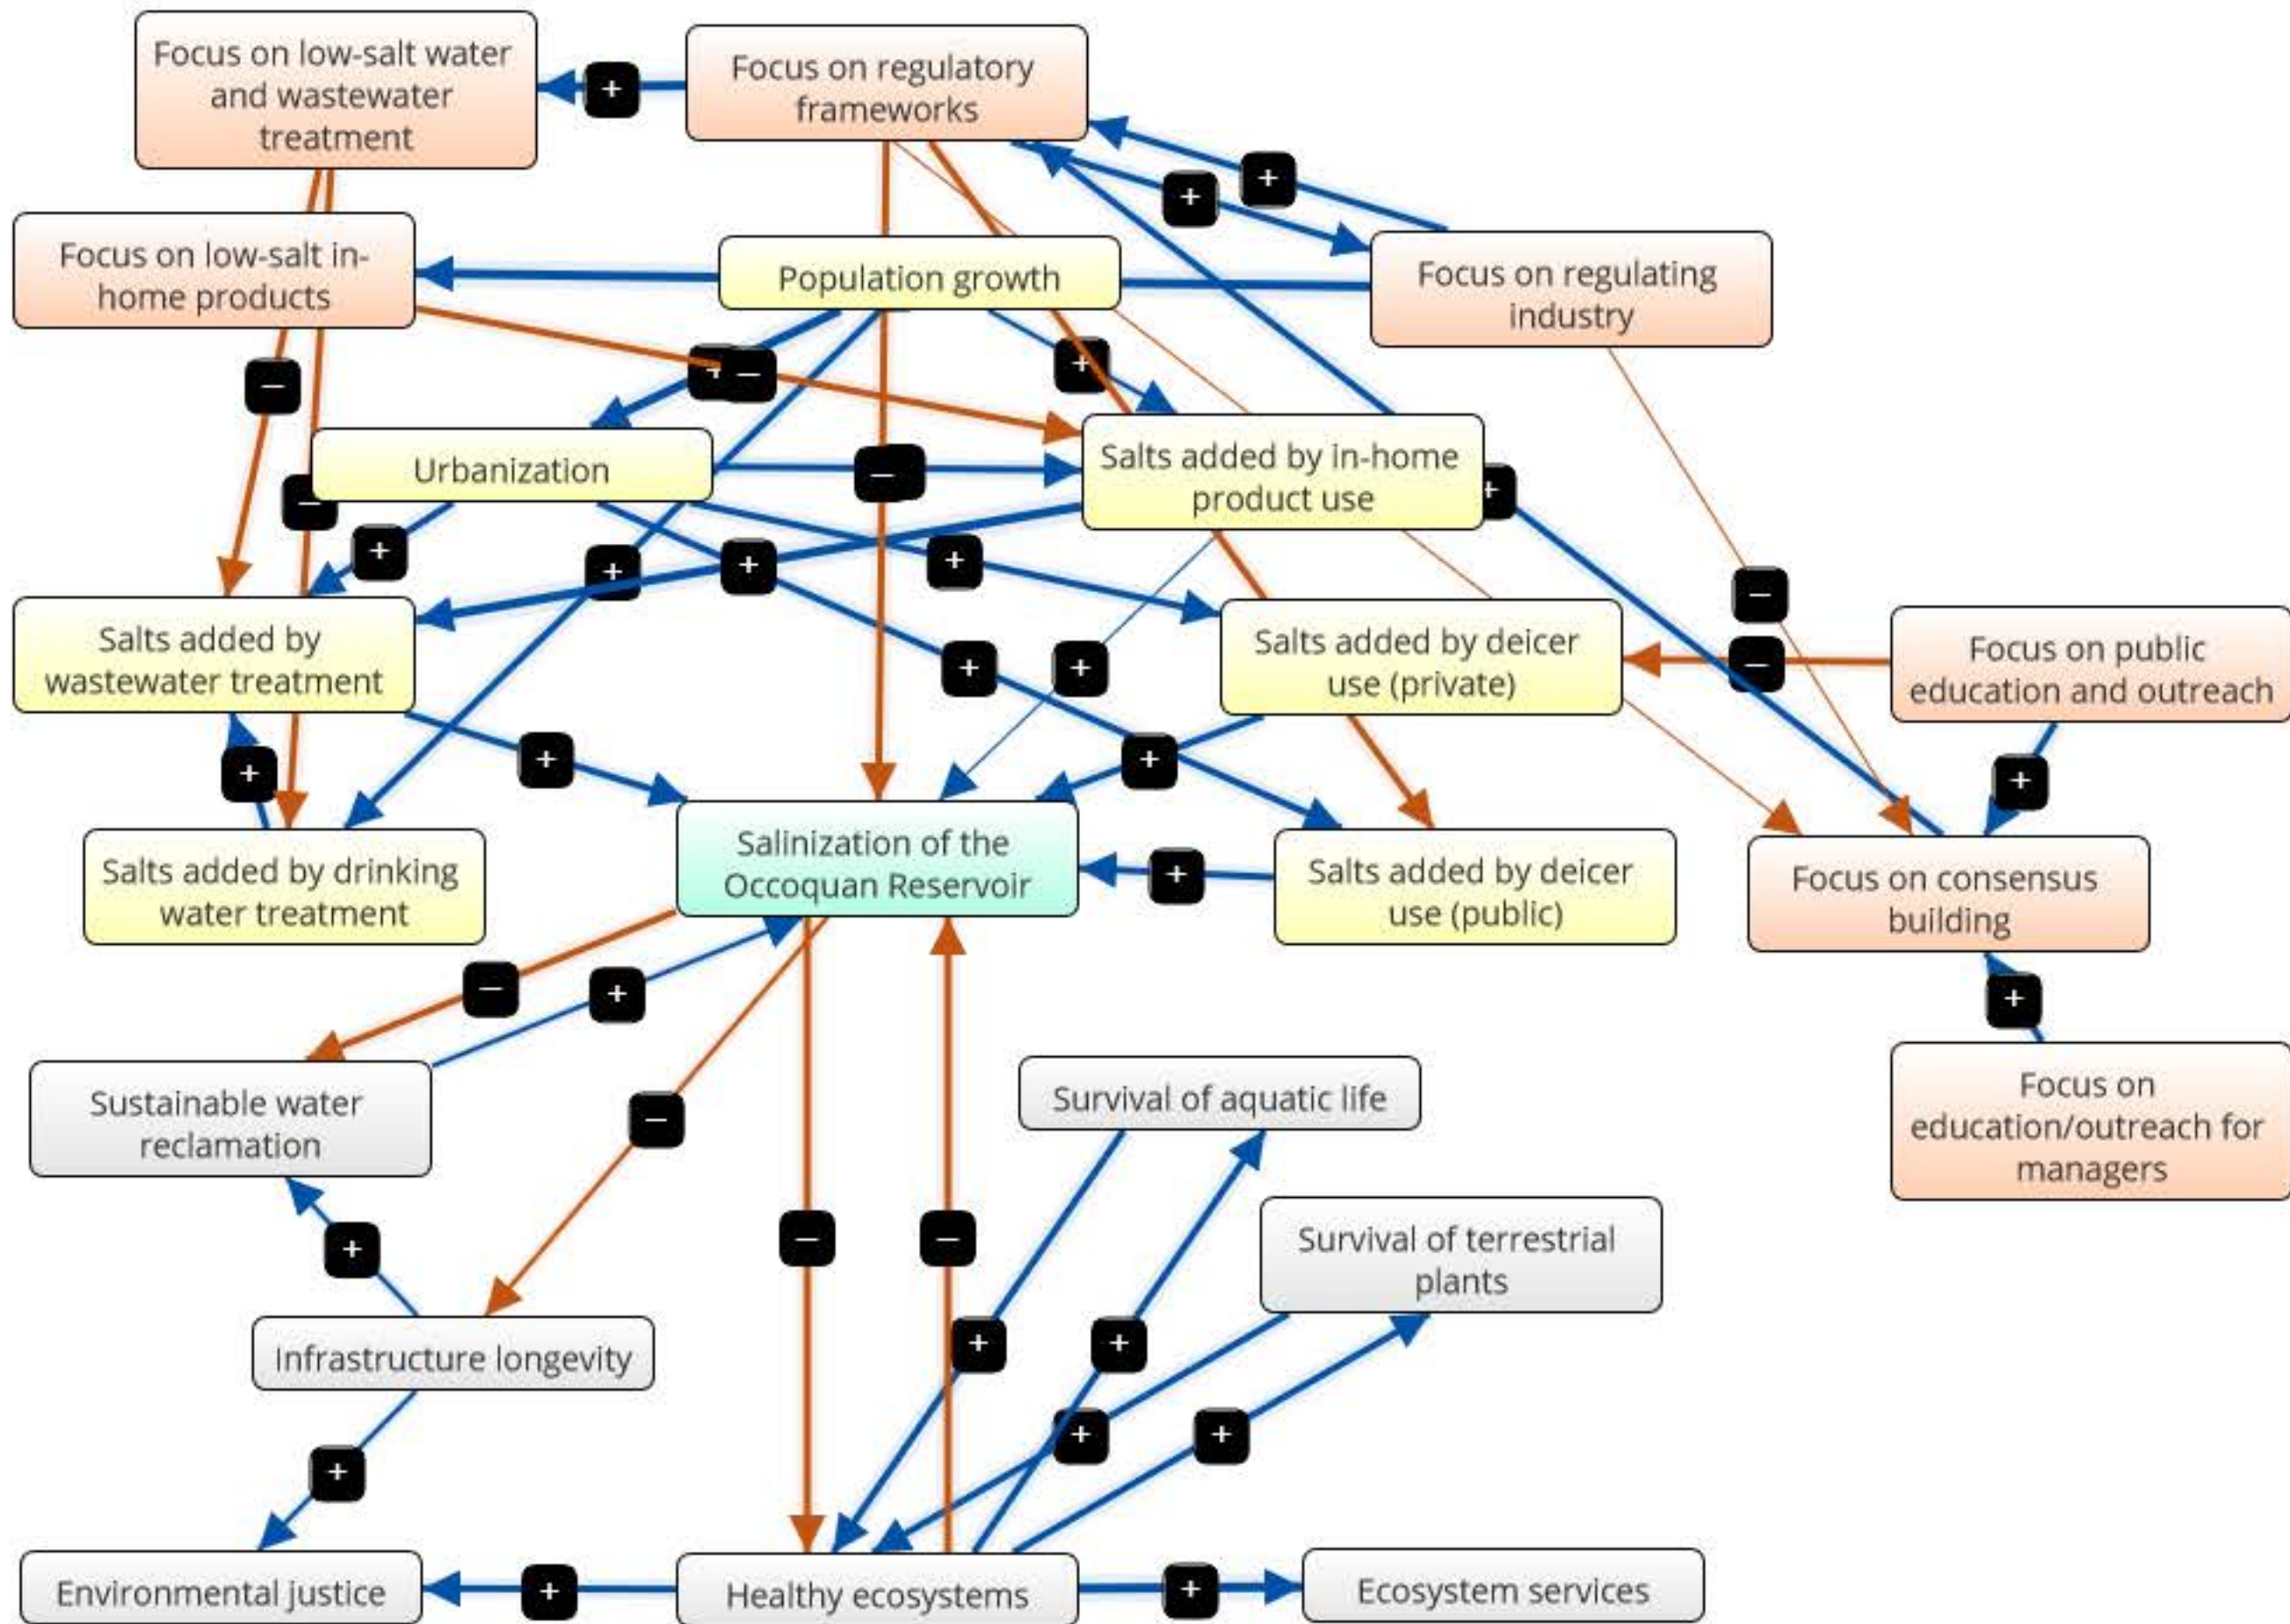 Focus on low-salt water
and wastewater
treatment
+
Focus on regulatory
frameworks
+
+
Focus on low-salt in-
home products
Population growth
Focus on regulating
industry
–
+
–
+
Urbanization
–
Salts added by in-home
product use
+
–
+
+
+
+
–
Salts added by
wastewater treatment
+
+
Salts added by deicer
use (private)
–
Focus on public
education and outreach
+
+
+
+
Salts added by drinking
water treatment
Salinization of the
Occoquan Reservoir
+
Salts added by deicer
use (public)
Focus on consensus
building
–
+
+
Sustainable water
reclamation
–
Survival of aquatic life
Focus on
education/outreach for
managers
+
–
–
Survival of terrestrial
plants
Infrastructure longevity
+
+
+
+
+
Environmental justice
+
Healthy ecosystems
+
Ecosystem services